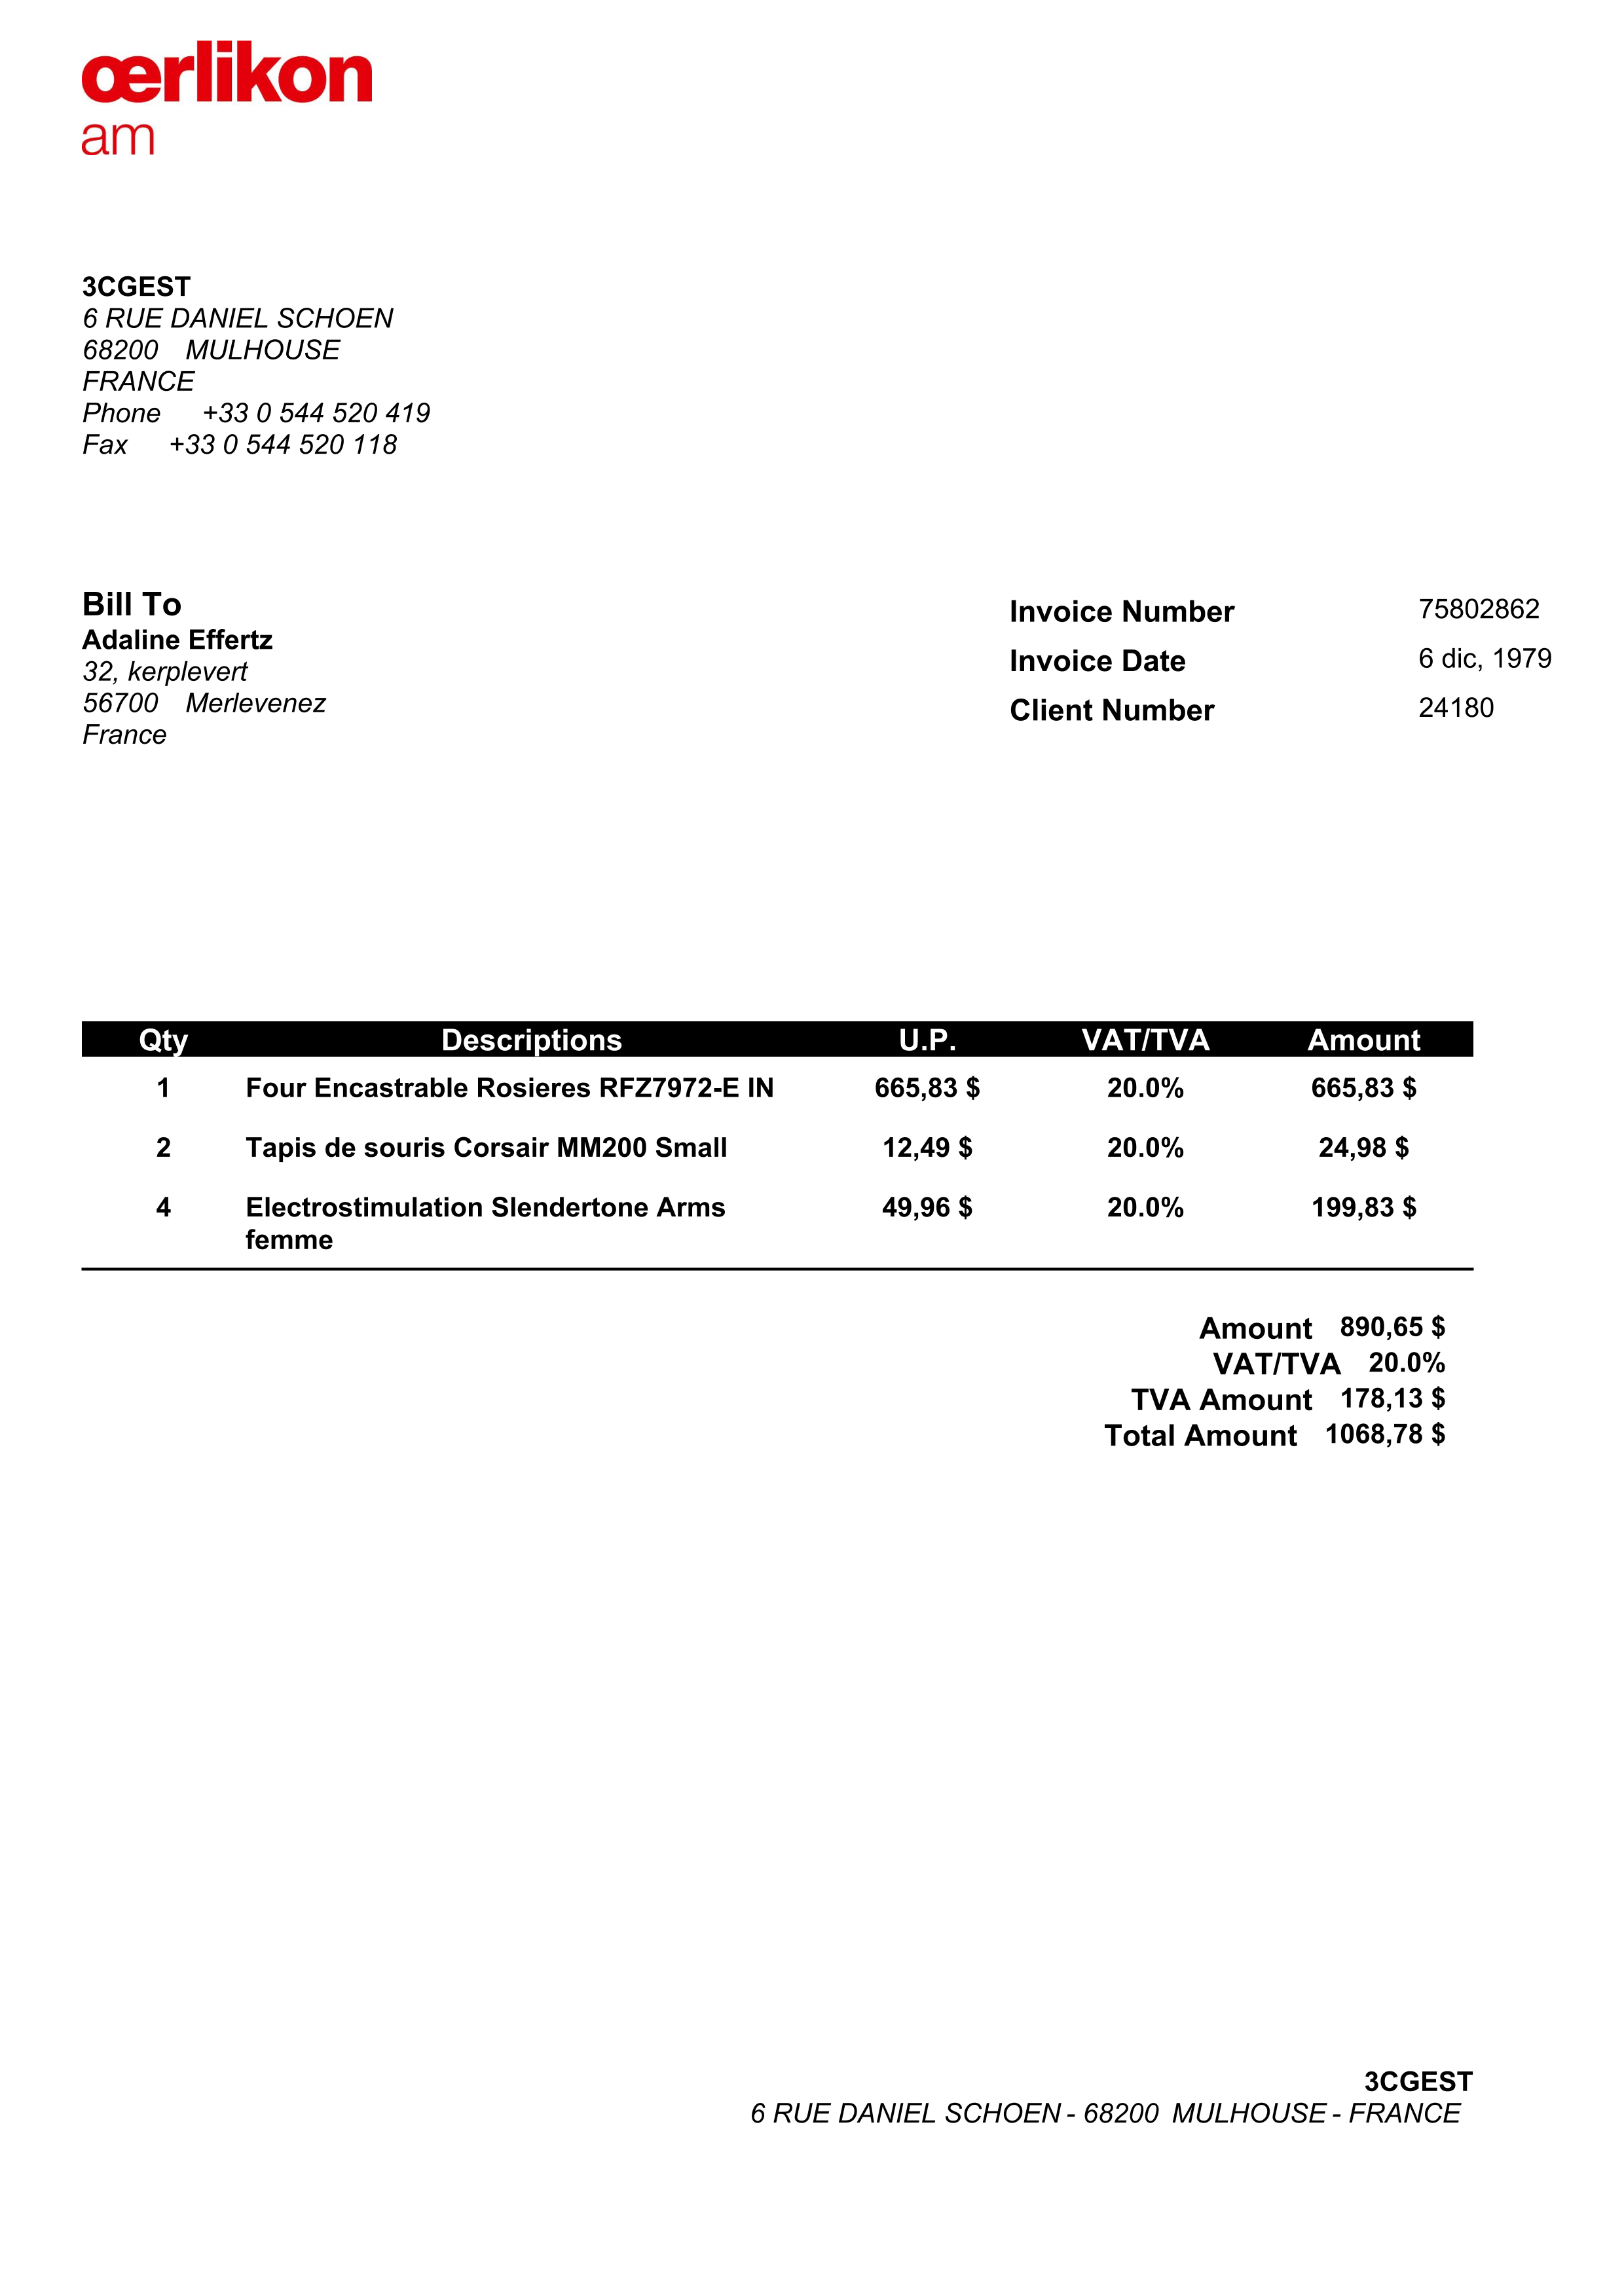 œrlikon
am
3CGEST
6 RUE DANIEL SCHOEN
68200 MULHOUSE
FRANCE
Phone +33 0 544 520 419
Fax +33 0 544 520 118
Bill To
Adaline Effertz
32, kerplevert
56700 Merlevenez
France
Invoice Number 75802862
Invoice Date 6 dic, 1979
Client Number 24180
Qty Descriptions U.P. VAT/TVA Amount
1 Four Encastrable Rosieres RFZ7972-E IN 665,83 $ 20.0% 665,83 $
2 Tapis de souris Corsair MM200 Small 12,49 $ 20.0% 24,98 $
4 Electrostimulation Slendertone Arms 49,96 $ 20.0% 199,83 $
femme
Amount 890,65 $
VAT/TVA 20.0%
TVA Amount 178,13 $
Total Amount 1068,78 $
3CGEST
6 RUE DANIEL SCHOEN - 68200 MULHOUSE - FRANCE